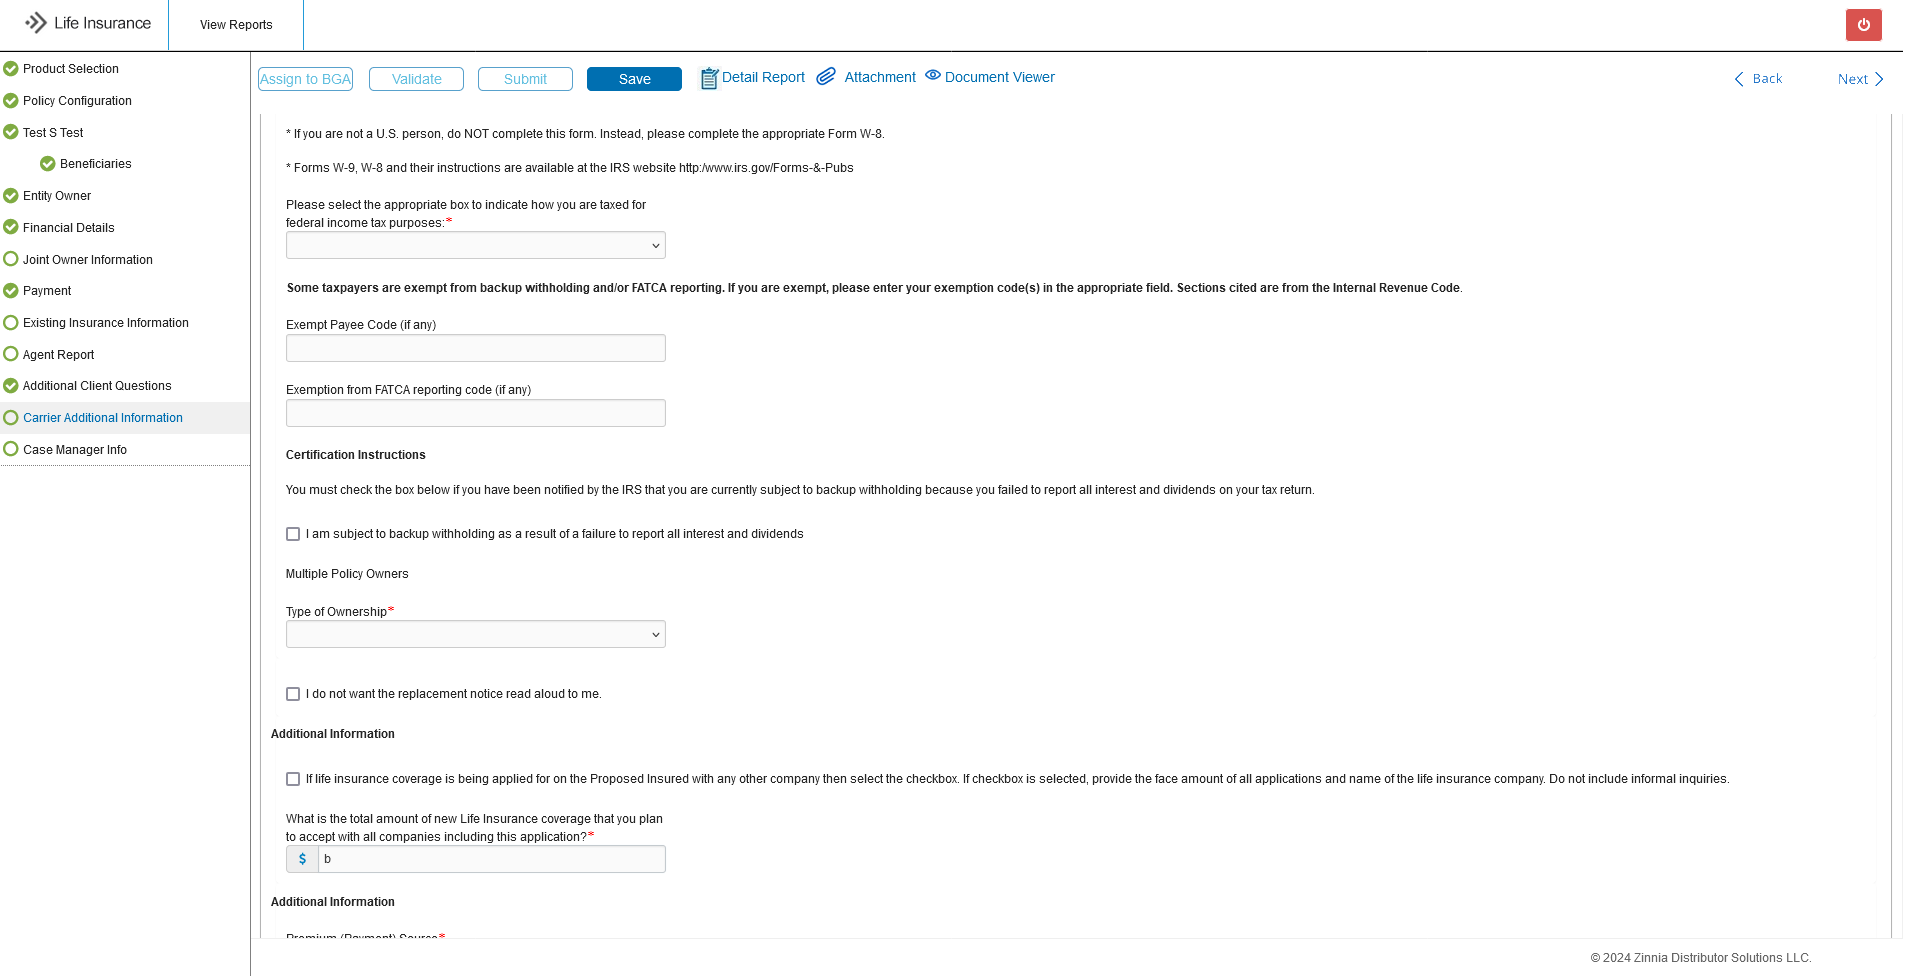 Life Insurance
View Reports
Product Selection
Policy Configuration
Test S Test
Beneficiaries
Entity Owner
Financial Details
Joint Owner Information
Payment
Existing Insurance Information
Agent Report
Additional Client Questions
Carrier Additional Information
Case Manager Info
Assign to BGA
Validate
Submit
Save
Detail Report
Attachment
Document Viewer
Back
Next
* If you are not a U.S. person, do NOT complete this form. Instead, please complete the appropriate Form W-8.
* Forms W-9, W-8 and their instructions are available at the IRS website http:/www.irs.gov/Forms-&-Pubs
Please select the appropriate box to indicate how you are taxed for
federal income tax purposes:*
Some taxpayers are exempt from backup withholding and/or FATCA reporting. If you are exempt, please enter your exemption code(s) in the appropriate field. Sections cited are from the Internal Revenue Code.
Exempt Payee Code (if any)
Exemption from FATCA reporting code (if any)
Certification Instructions
You must check the box below if you have been notified by the IRS that you are currently subject to backup withholding because you failed to report all interest and dividends on your tax return.
I am subject to backup withholding as a result of a failure to report all interest and dividends
Multiple Policy Owners
Type of Ownership*
I do not want the replacement notice read aloud to me.
Additional Information
If life insurance coverage is being applied for on the Proposed Insured with any other company then select the checkbox. If checkbox is selected, provide the face amount of all applications and name of the life insurance company. Do not include informal inquiries.
What is the total amount of new Life Insurance coverage that you plan
to accept with all companies including this application?*
$ b
Additional Information
Premium (Payment) Source*
© 2024 Zinnia Distributor Solutions LLC.